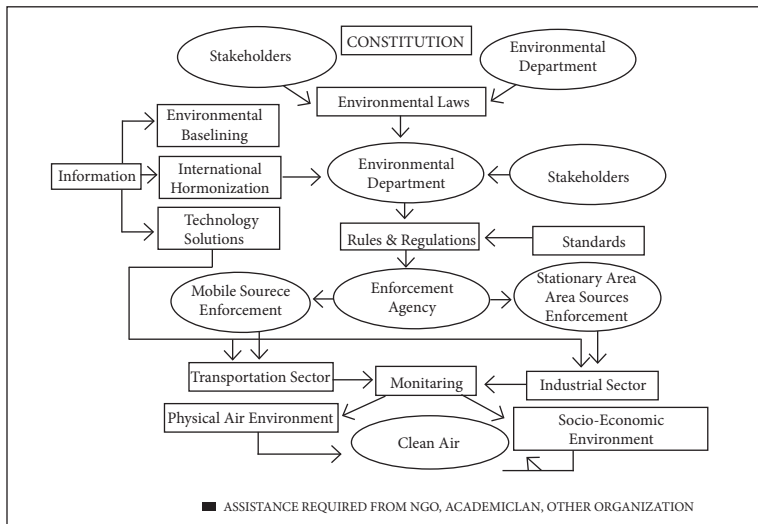 Stakeholders
CONSTITUTION
Environmental
Department
Environmental Laws
Environmental
Baselining
Information
International
Hormonization
Environmental
Department
Stakeholders
Technology
Solutions
Rules & Regulations
Standards
Mobile Sourece
Enforcement
Enforcement
Agency
Stationary Area
Area Sources
Enforcement
Transportation Sector
Monitaring
Industrial Sector
Physical Air Environment
Clean Air
Socio-Economic
Environment
ASSISTANCE REQUIRED FROM NGO, ACADEMICLAN, OTHER ORGANIZATION